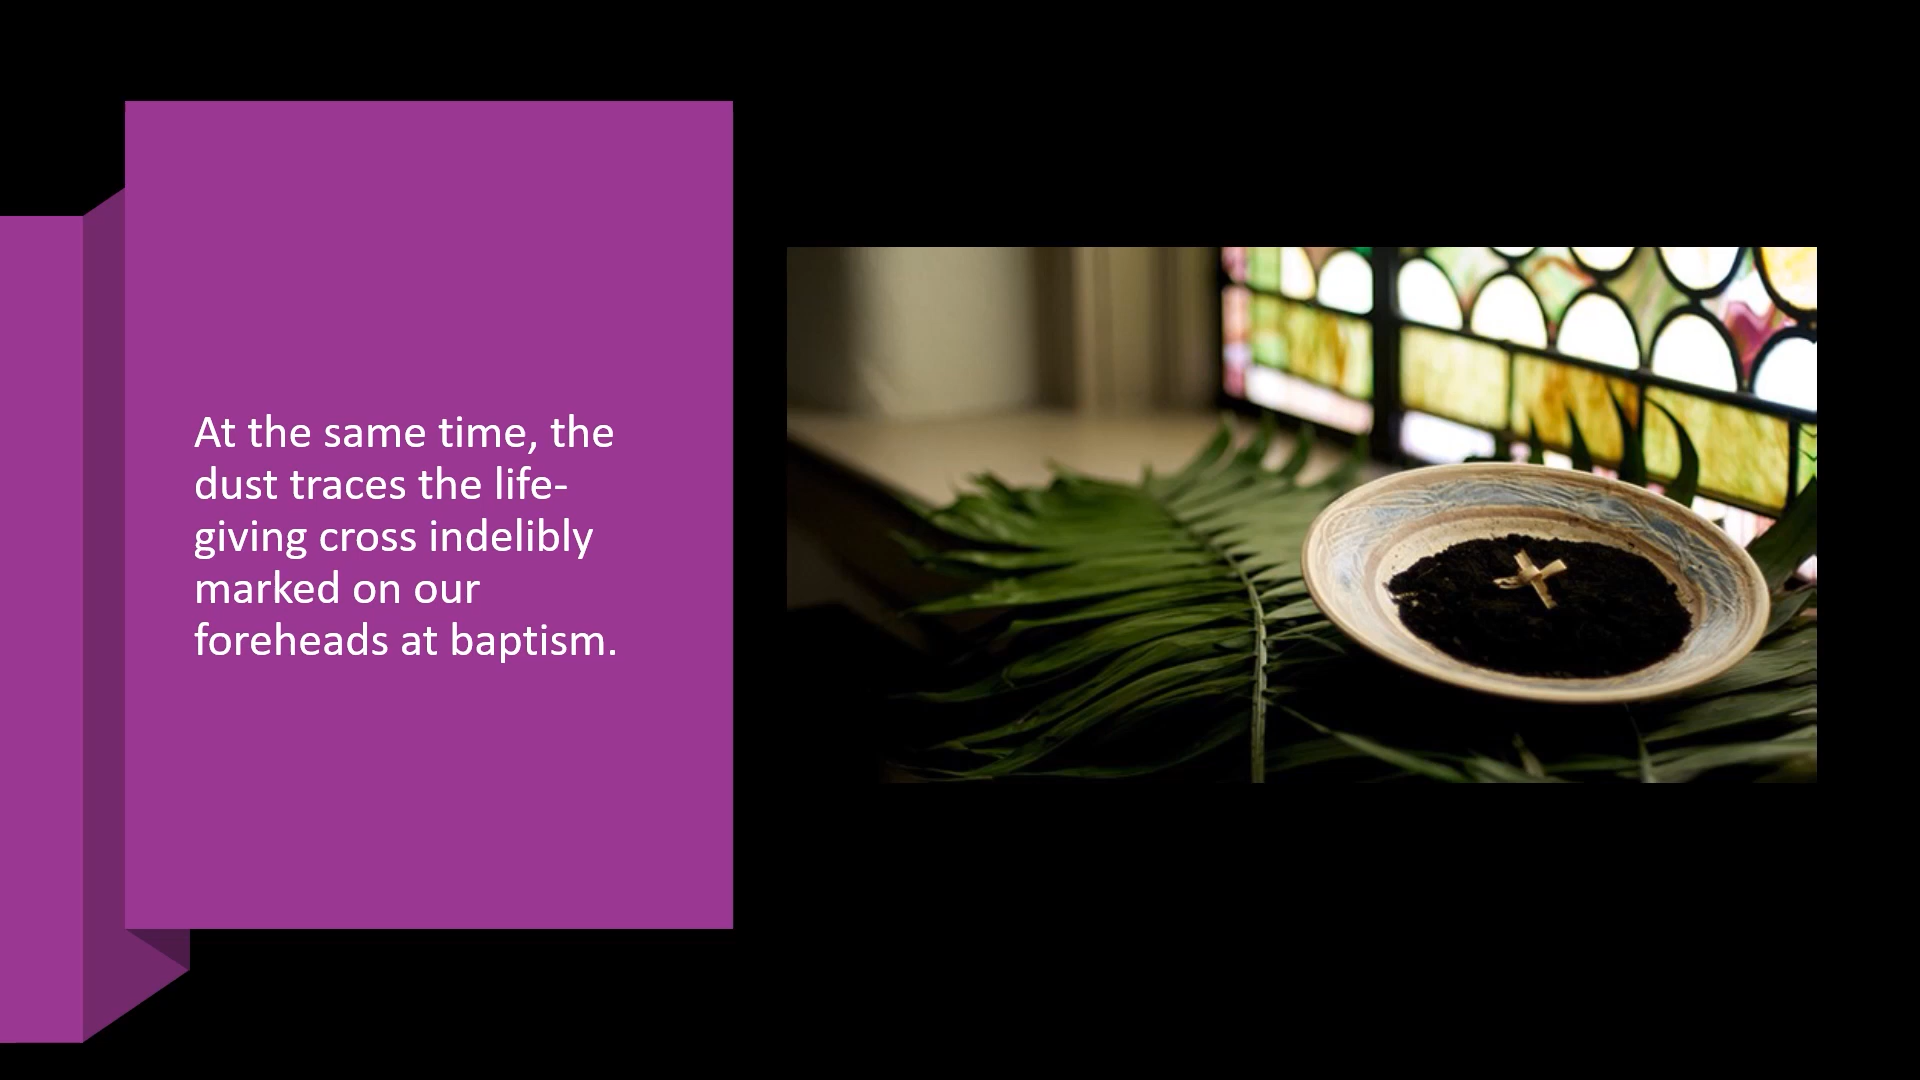 At the same time, the
dust traces the life-
giving cross indelibly
marked on our
foreheads at baptism.